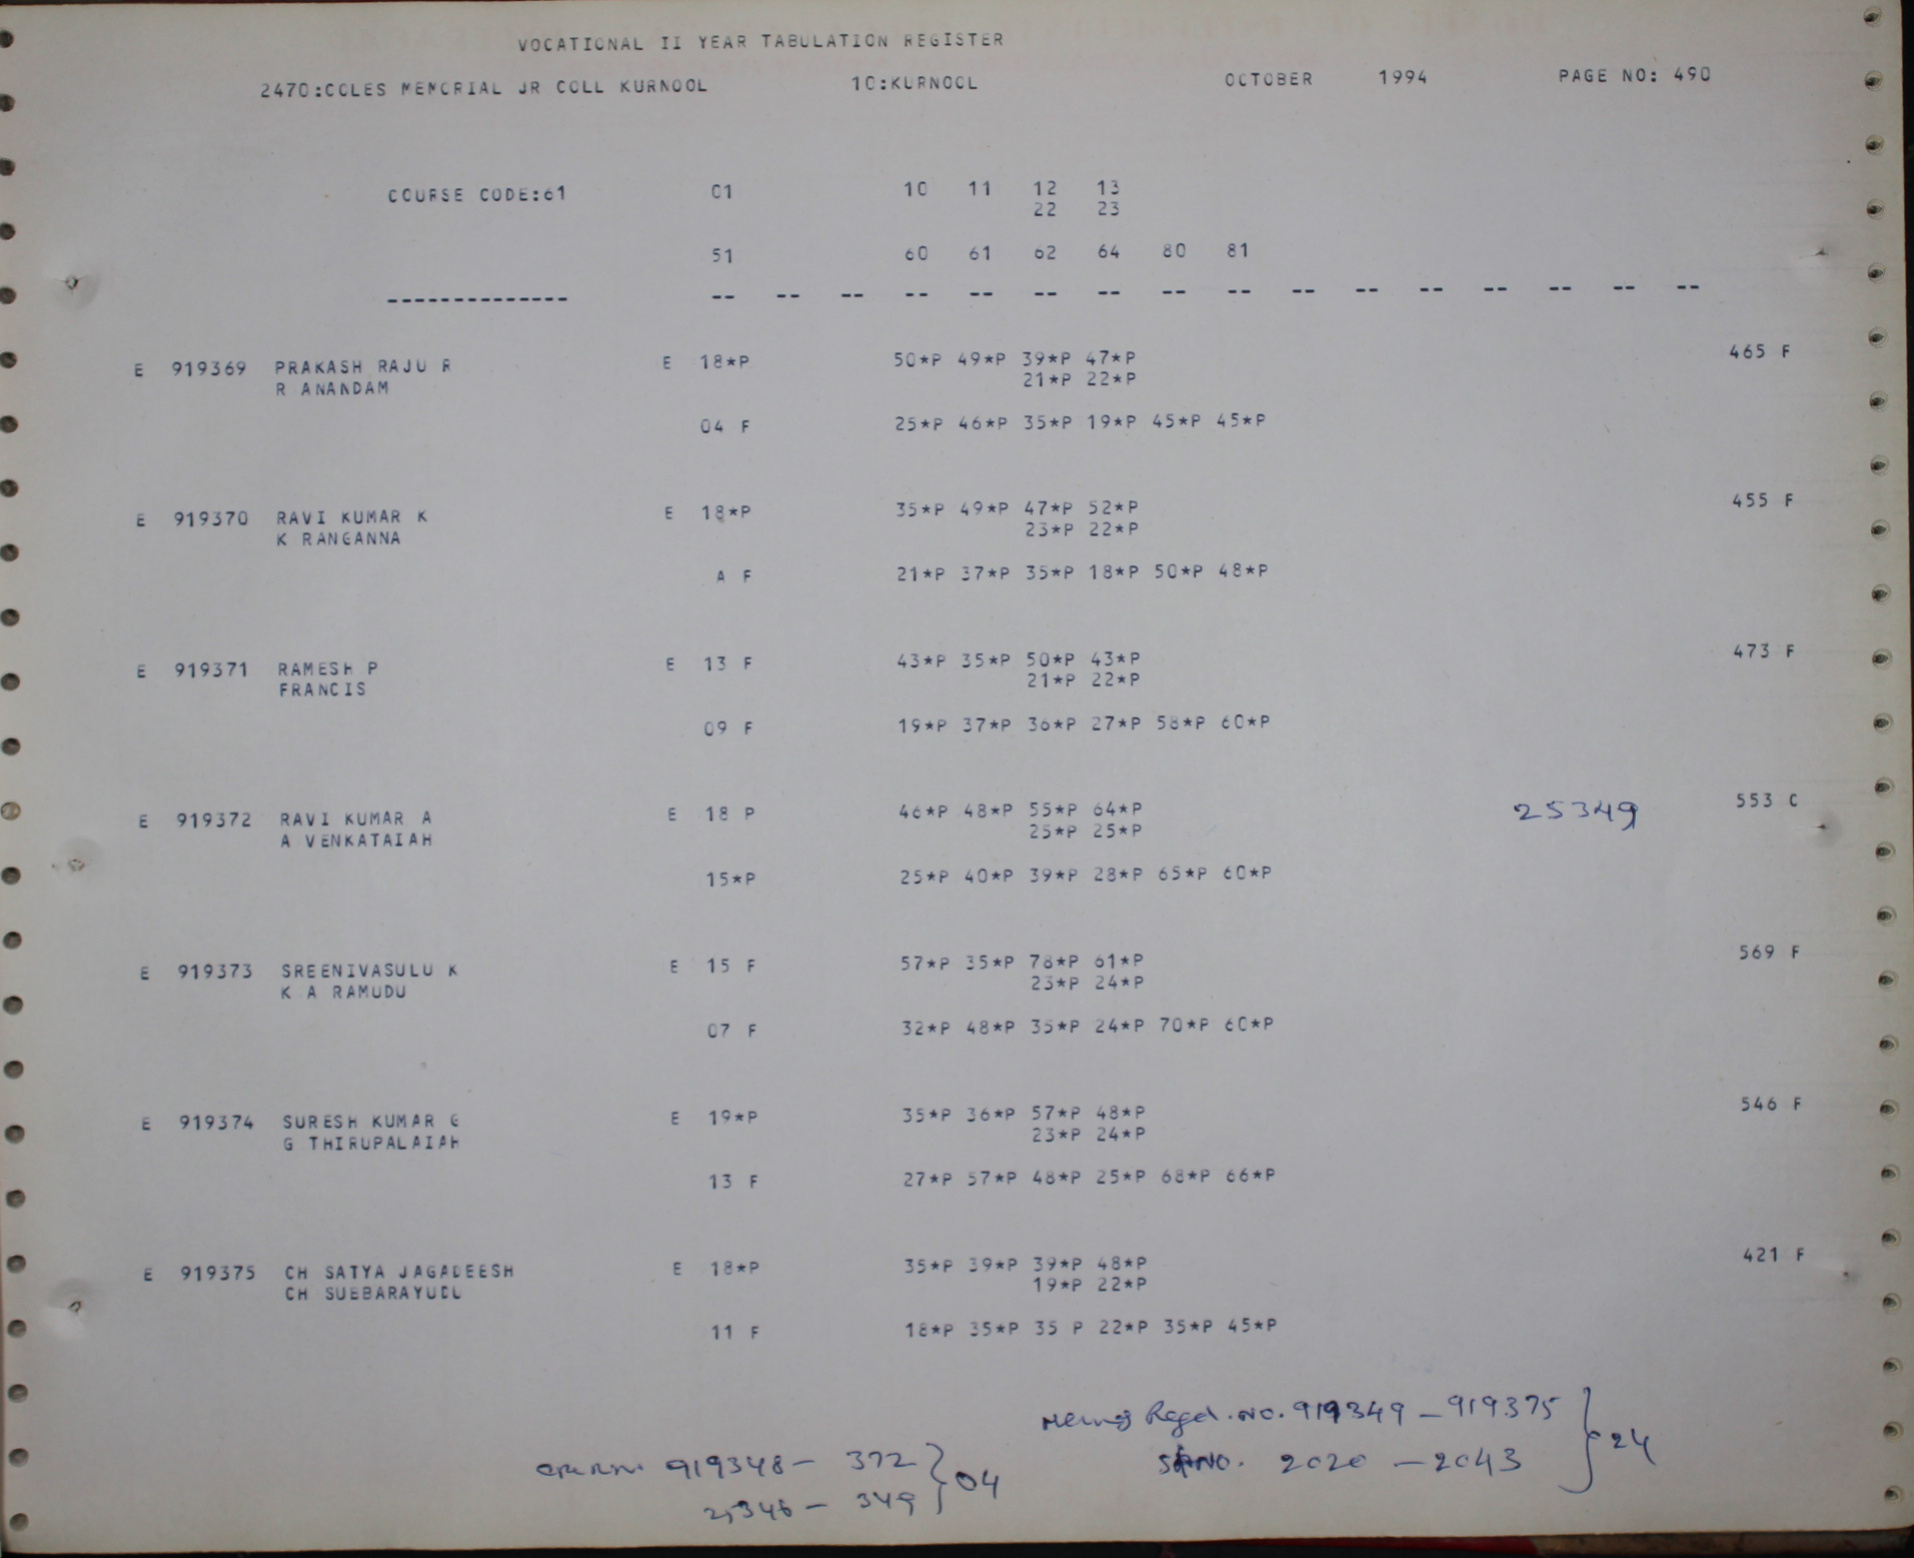 VOCATIONAL II YEAR TABULATION REGISTER
2470:COLES MEMORIAL JR COLL KURNOOL 10:KURNOOL OCTOBER 1994 PAGE NO: 490
COURSE CODE:61 01 10 11 12 13
22 23
51 60 61 62 64 80 81
-------------- -- -- -- -- -- -- -- -- -- -- -- -- -- -- -- --
E 919369 PRAKASH RAJU R E 18*P 50*P 49*P 39*P 47*P 465 F
R ANANDAM 21*P 22*P
04 F 25*P 46*P 35*P 19*P 45*P 45*P
E 919370 RAVI KUMAR K E 18*P 35*P 49*P 47*P 52*P 455 F
K RANGANNA 23*P 22*P
A F 21*P 37*P 35*P 18*P 50*P 48*P
E 919371 RAMESH P E 13 F 43*P 35*P 50*P 43*P 473 F
FRANCIS 21*P 22*P
09 F 19*P 37*P 36*P 27*P 58*P 60*P
E 919372 RAVI KUMAR A E 18 P 46*P 48*P 55*P 64*P 25349 553 C
A VENKATAIAH 25*P 25*P
15*P 25*P 40*P 39*P 28*P 65*P 60*P
E 919373 SREENIVASULU K E 15 F 57*P 35*P 78*P 61*P 569 F
K A RAMUDU 23*P 24*P
07 F 32*P 48*P 35*P 24*P 70*P 60*P
E 919374 SURESH KUMAR G E 19*P 35*P 36*P 57*P 48*P 546 F
G THIRUPALAIAH 23*P 24*P
13 F 27*P 57*P 48*P 25*P 68*P 66*P
E 919375 CH SATYA JAGADEESH E 18*P 35*P 39*P 39*P 48*P 421 F
CH SUBBARAYUDU 19*P 22*P
11 F 18*P 35*P 35 P 22*P 35*P 45*P
Regd. No. 919349 - 919375
} 24
No. 2020 - 2043
919348 - 372
} 04
25346 - 349